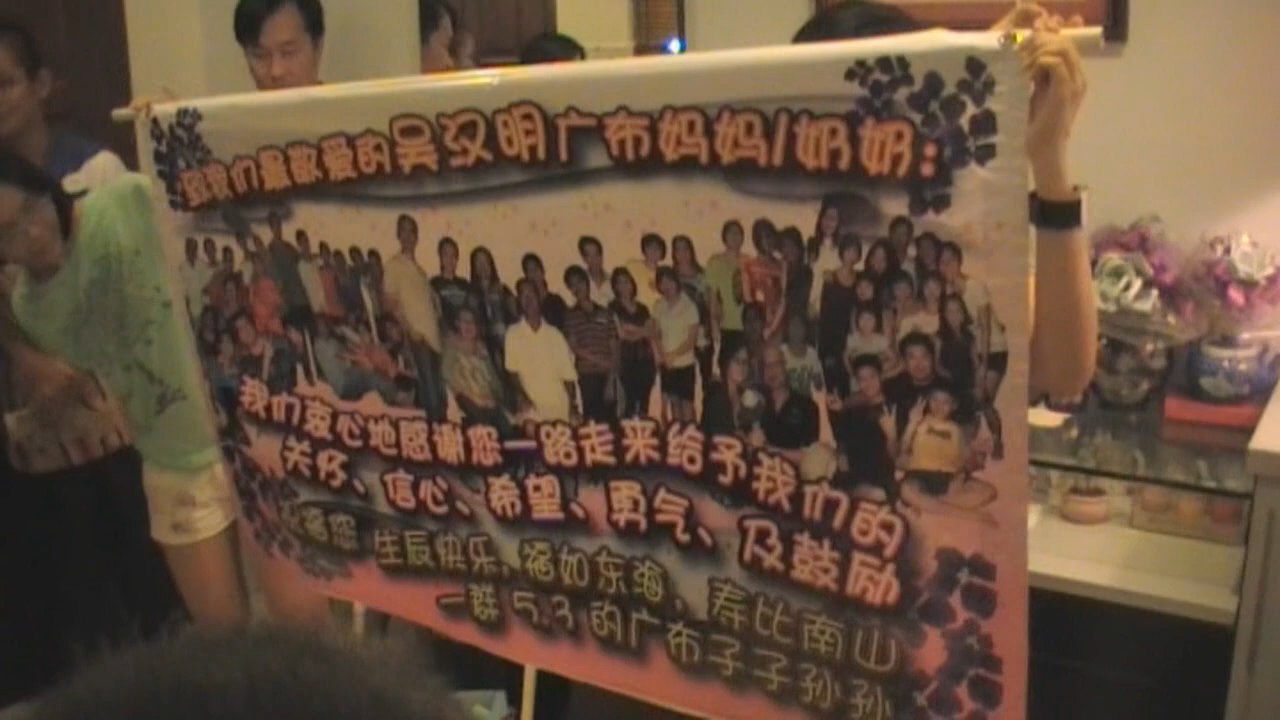 致我们最敬爱的吴汉明广布妈妈/奶奶:
我们衷心地感谢您一路走来给予我们的
关怀、信心、希望、勇气、及鼓励
祝福您 生辰快乐, 福如东海, 寿比南山
一群 5.3 的广布子子孙孙